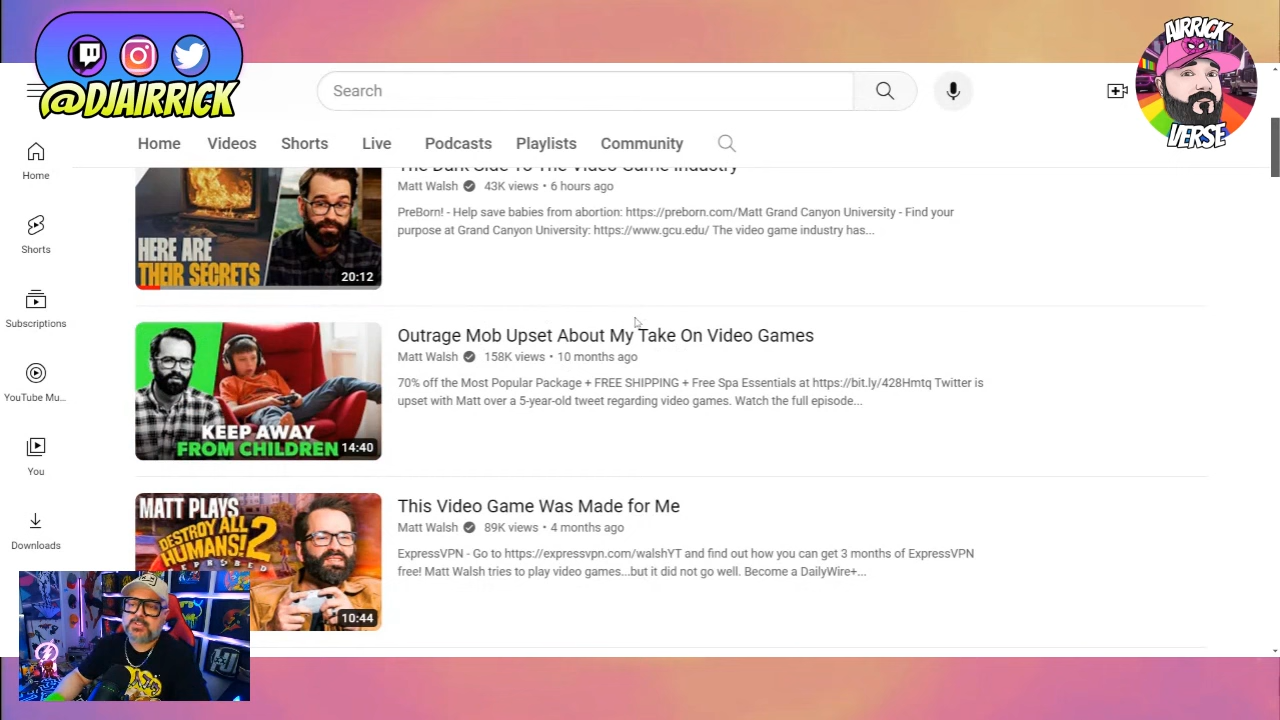 @DJAIRRICK
Search
AIRRICK
VERSE
Home
Videos
Shorts
Live
Podcasts
Playlists
Community
Home
Shorts
Subscriptions
YouTube Mu...
You
Downloads
HERE ARE
THEIR SECRETS
20:12
The Dark Side To The Video Game Industry
Matt Walsh 43K views • 6 hours ago
PreBorn! - Help save babies from abortion: https://preborn.com/Matt Grand Canyon University - Find your
purpose at Grand Canyon University: https://www.gcu.edu/ The video game industry has...
KEEP AWAY
FROM CHILDREN
14:40
Outrage Mob Upset About My Take On Video Games
Matt Walsh 158K views • 10 months ago
70% off the Most Popular Package + FREE SHIPPING + Free Spa Essentials at https://bit.ly/428Hmtq Twitter is
upset with Matt over a 5-year-old tweet regarding video games. Watch the full episode...
MATT PLAYS
DESTROY ALL
HUMANS! 2
REPROBED
10:44
This Video Game Was Made for Me
Matt Walsh 89K views • 4 months ago
ExpressVPN - Go to https://expressvpn.com/walshYT and find out how you can get 3 months of ExpressVPN
free! Matt Walsh tries to play video games...but it did not go well. Become a DailyWire+...